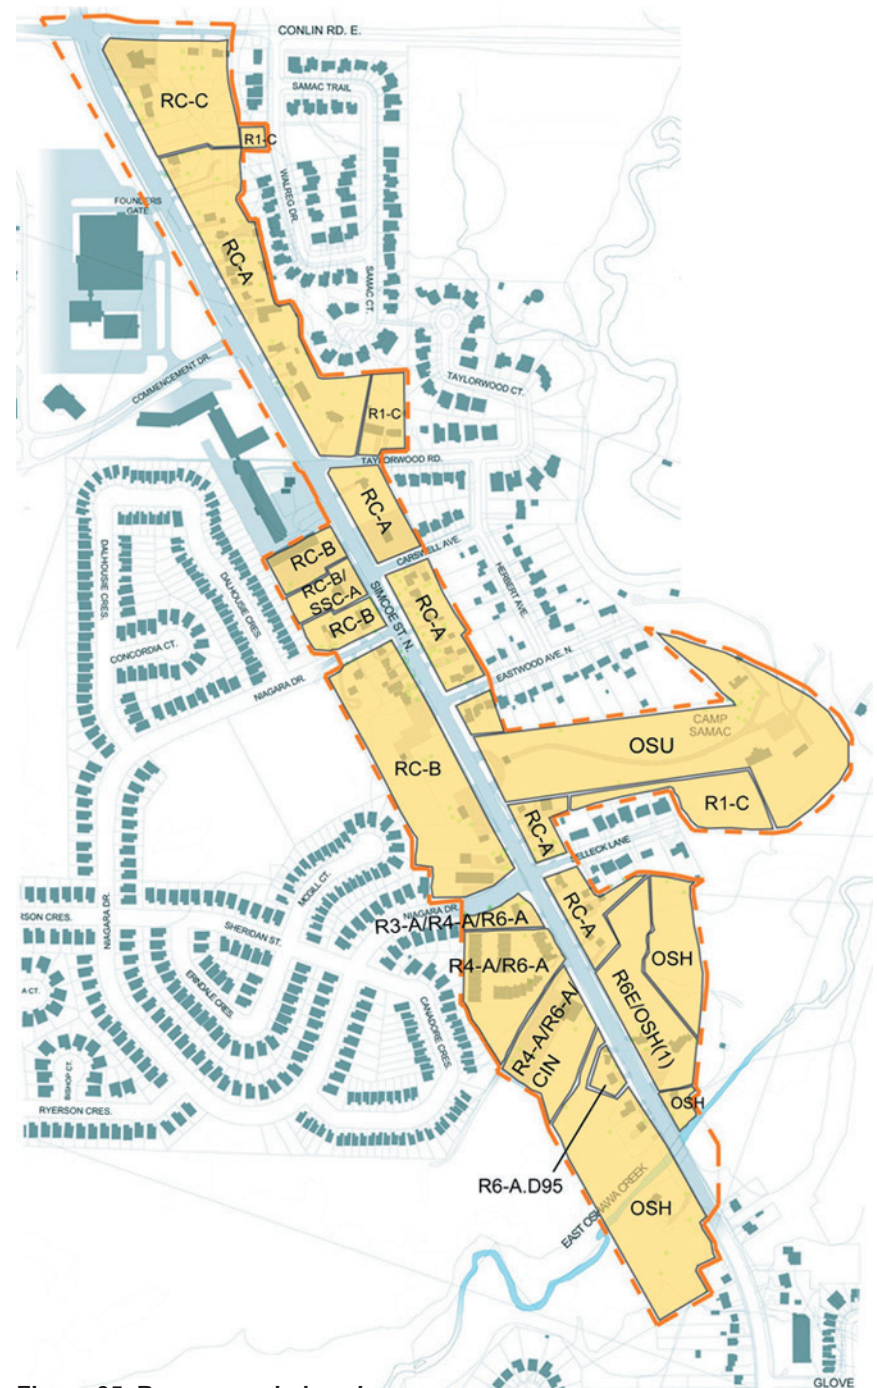 CONLIN RD. E.
SAMAC TRAIL
RC-C
R1-C
WALREG DR.
FOUNDERS
GATE
RC-A
SAMAC CT.
COMMENCEMENT DR.
TAYLORWOOD CT.
R1-C
TAYLORWOOD RD.
RC-A
DALHOUSIE CRES.
RC-B
CARSWELL AVE.
DALHOUSIE CRES.
RC-B/
SSC-A
HERBERT AVE.
SIMCOE ST. N.
RC-A
RC-B
CONCORDIA CT.
EASTWOOD AVE. N.
NIAGARA DR.
CAMP
SAMAC
OSU
RC-B
R1-C
RC-A
ELLECK LANE
MCGILL CT.
RC-A
NIAGARA DR.
NIAGARA DR.
RSON CRES.
SHERIDAN ST.
R3-A/R4-A/R6-A
OSH
R4-A/R6-A
ERINDALE CRES.
A CT.
R6E/OSH(1)
CANADORE CRES.
R4-A/R6-A/
CIN
BISHOP CT.
OSH
RYERSON CRES.
R6-A.D95
EAST OSHAWA CREEK
OSH
GLOVE